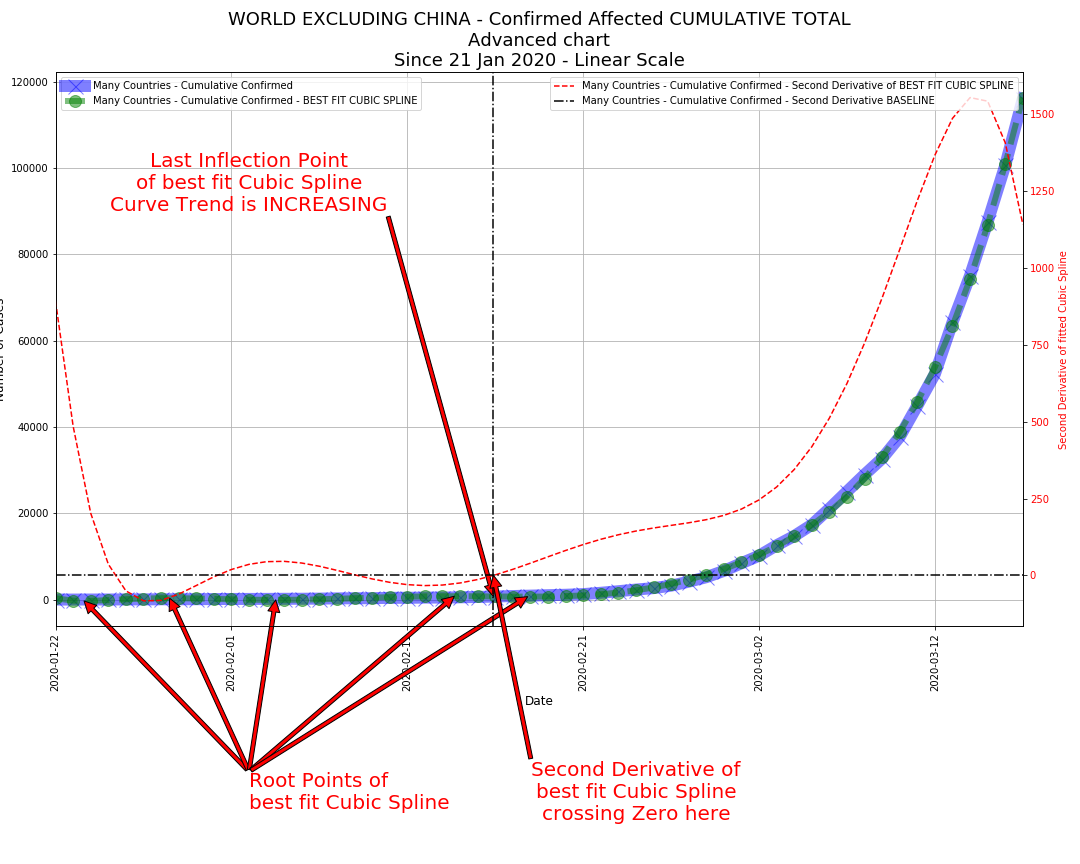 WORLD EXCLUDING CHINA - Confirmed Affected CUMULATIVE TOTAL
Advanced chart
Since 21 Jan 2020 - Linear Scale
Many Countries - Cumulative Confirmed
Many Countries - Cumulative Confirmed - BEST FIT CUBIC SPLINE
Many Countries - Cumulative Confirmed - Second Derivative of BEST FIT CUBIC SPLINE
Many Countries - Cumulative Confirmed - Second Derivative BASELINE
120000
100000
80000
60000
40000
20000
0
1500
1250
1000
750
500
250
0
Second Derivative of fitted Cubic Spline
Last Inflection Point
of best fit Cubic Spline
Curve Trend is INCREASING
2020-01-22
2020-02-01
2020-02-11
2020-02-21
2020-03-02
2020-03-12
Date
Root Points of
best fit Cubic Spline
Second Derivative of
best fit Cubic Spline
crossing Zero here